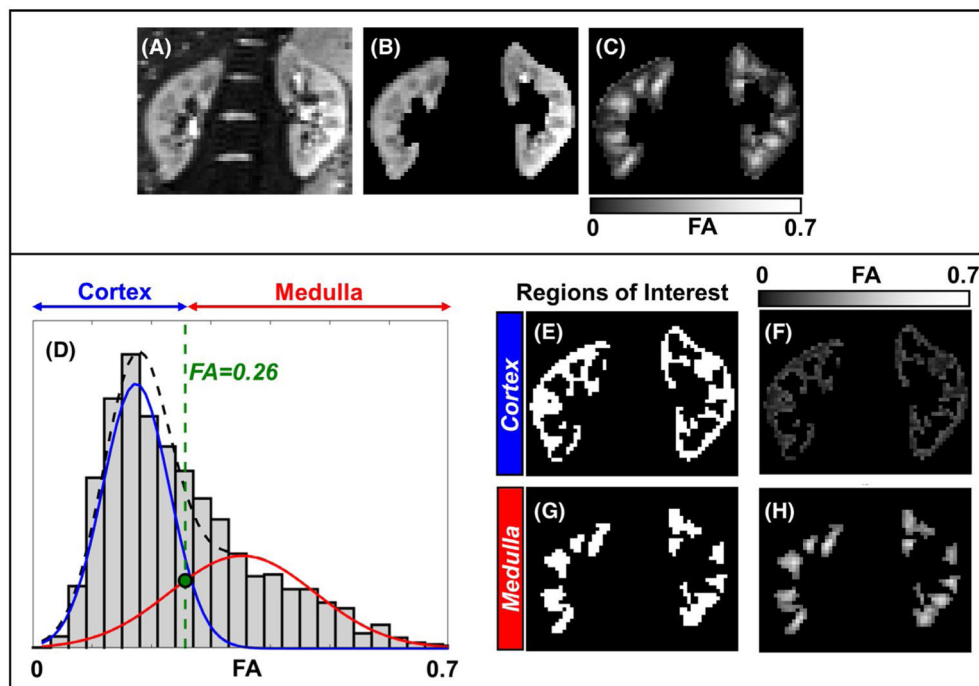 (A)
(B)
(C)
0 FA 0.7
Cortex
Medulla
(D)
FA=0.26
0 FA 0.7
Regions of Interest
0 FA 0.7
Cortex
(E)
(F)
Medulla
(G)
(H)